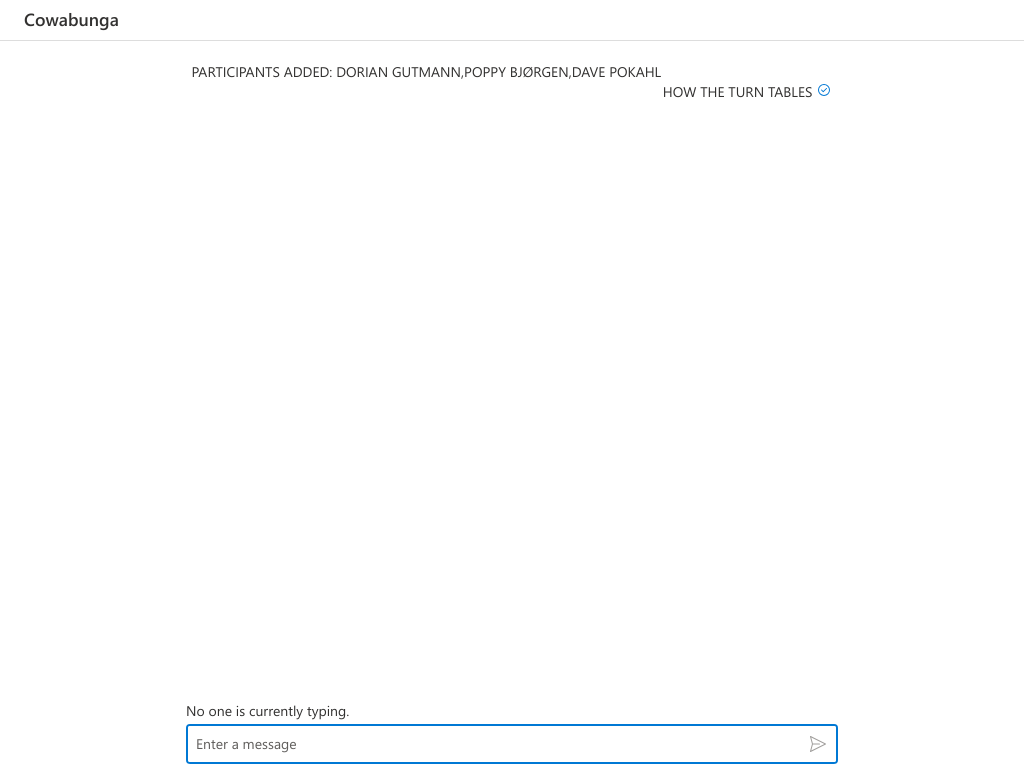 Cowabunga
PARTICIPANTS ADDED: DORIAN GUTMANN,POPPY BJØRGEN,DAVE POKAHL
HOW THE TURN TABLES
No one is currently typing.
Enter a message